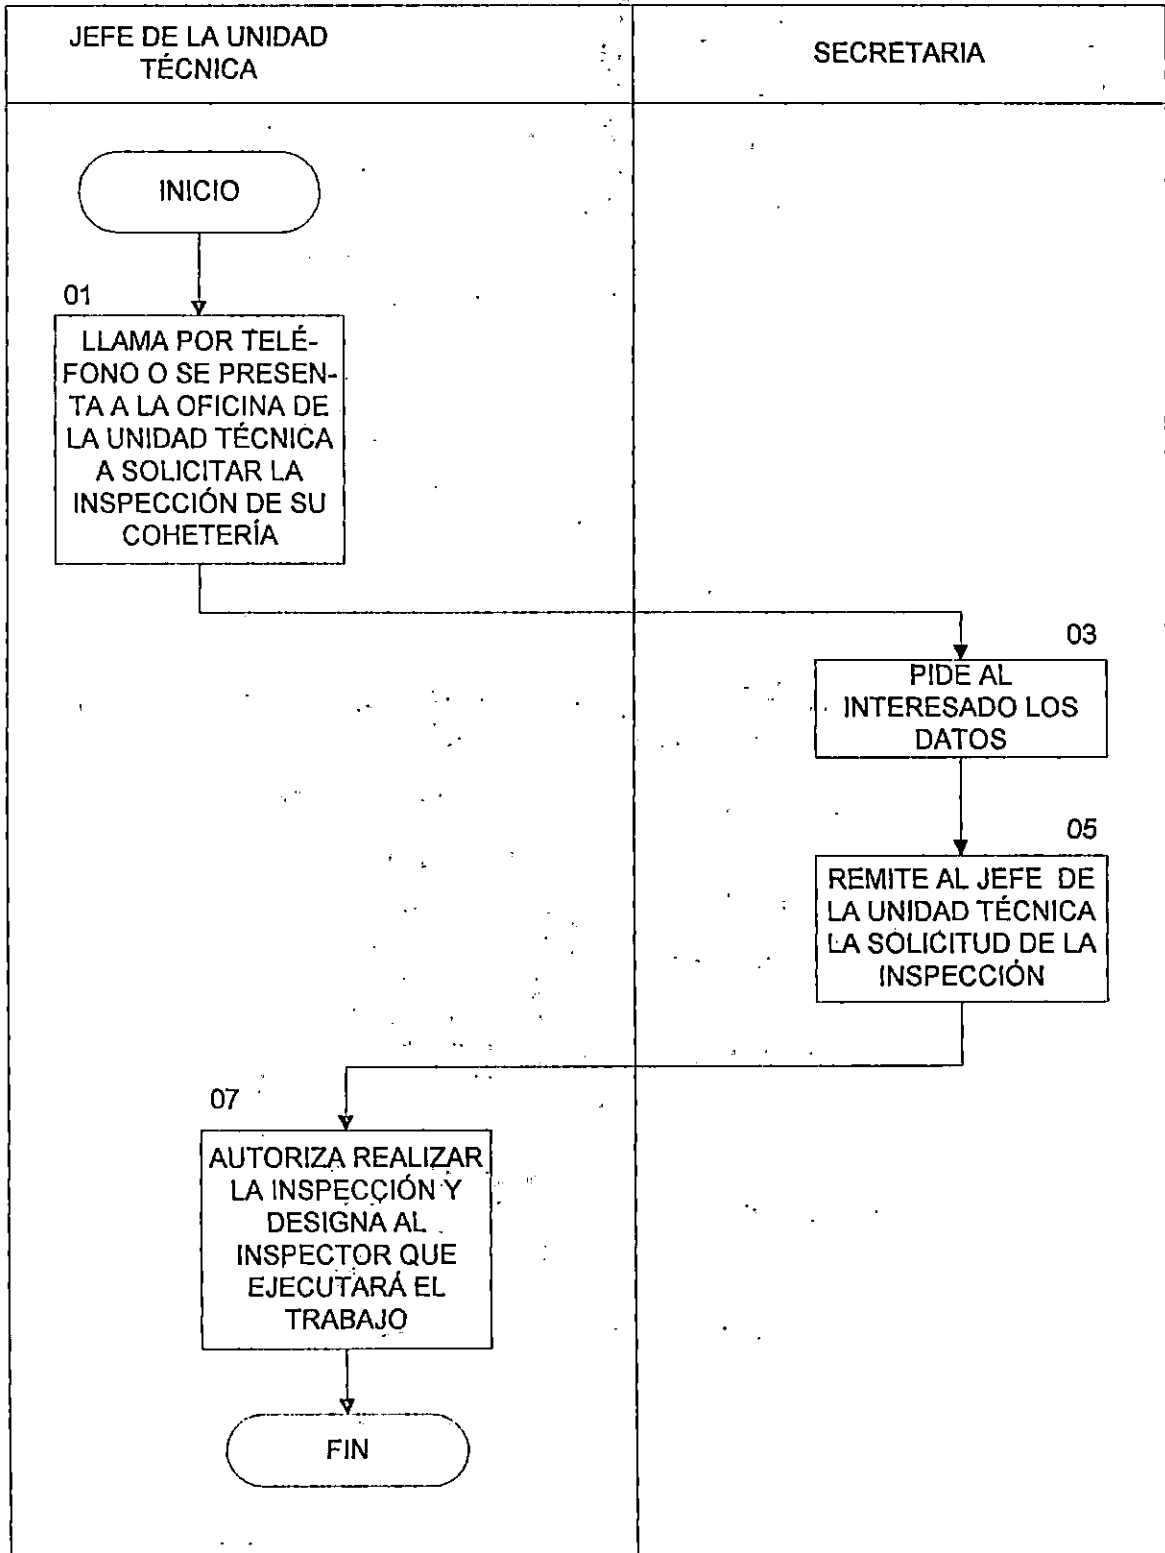 JEFE DE LA UNIDAD
TÉCNICA
SECRETARIA
INICIO
01
LLAMA POR TELÉ-
FONO O SE PRESEN-
TA A LA OFICINA DE
LA UNIDAD TÉCNICA
A SOLICITAR LA
INSPECCIÓN DE SU
COHETERÍA
03
PIDE AL
INTERESADO LOS
DATOS
05
REMITE AL JEFE DE
LA UNIDAD TÉCNICA
LA SOLICITUD DE LA
INSPECCIÓN
07
AUTORIZA REALIZAR
LA INSPECCIÓN Y
DESIGNA AL
INSPECTOR QUE
EJECUTARÁ EL
TRABAJO
FIN